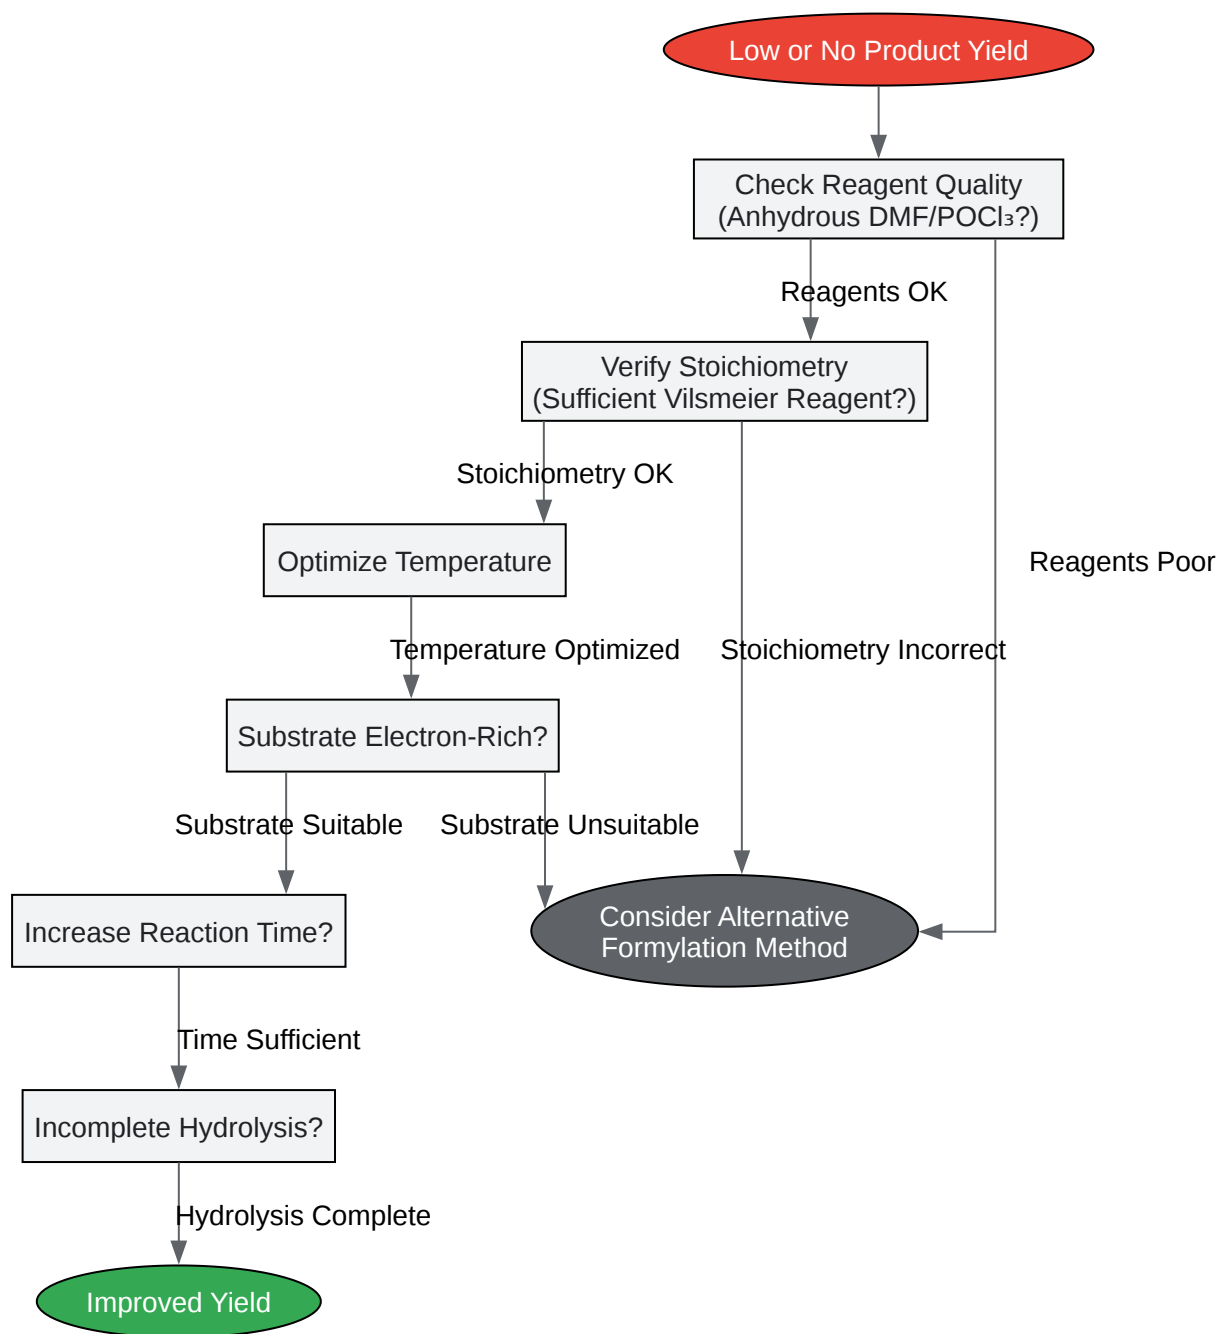 Low or No Product Yield
Check Reagent Quality
(Anhydrous DMF/POCl₃?)
Reagents OK
Verify Stoichiometry
(Sufficient Vilsmeier Reagent?)
Stoichiometry OK
Optimize Temperature
Reagents Poor
Temperature Optimized
Stoichiometry Incorrect
Substrate Electron-Rich?
Substrate Suitable
Substrate Unsuitable
Increase Reaction Time?
Consider Alternative
Formylation Method
Time Sufficient
Incomplete Hydrolysis?
Hydrolysis Complete
Improved Yield